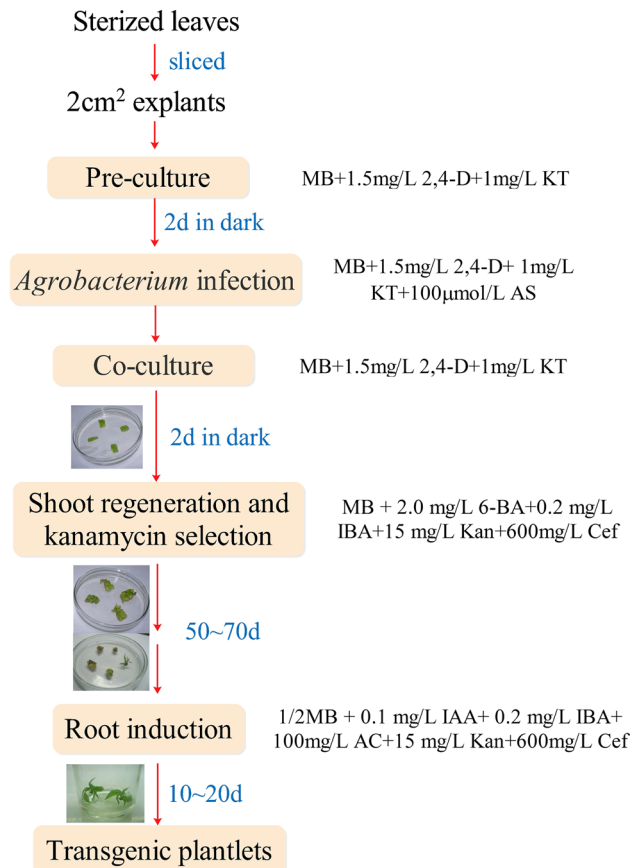 Sterized leaves
sliced
2cm² explants
Pre-culture
MB+1.5mg/L 2,4-D+1mg/L KT
2d in dark
Agrobacterium infection
MB+1.5mg/L 2,4-D+ 1mg/L
KT+100μmol/L AS
Co-culture
MB+1.5mg/L 2,4-D+1mg/L KT
2d in dark
Shoot regeneration and
kanamycin selection
MB + 2.0 mg/L 6-BA+0.2 mg/L
IBA+15 mg/L Kan+600mg/L Cef
50~70d
Root induction
1/2MB + 0.1 mg/L IAA+ 0.2 mg/L IBA+
100mg/L AC+15 mg/L Kan+600mg/L Cef
10~20d
Transgenic plantlets